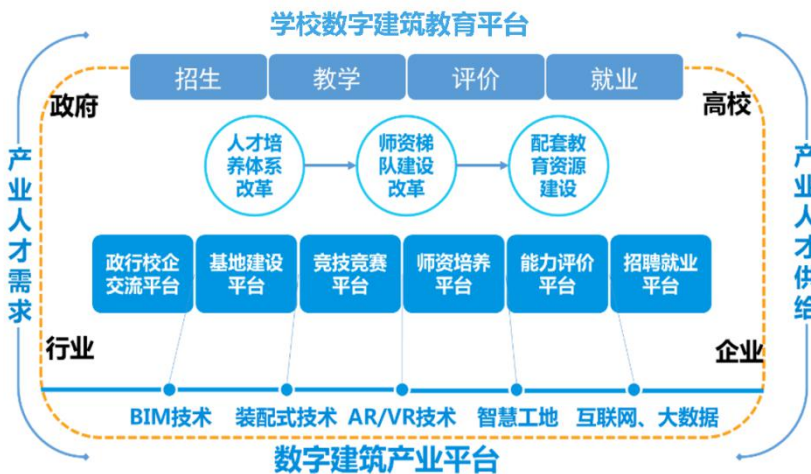 学校数字建筑教育平台
招生 教学 评价 就业
政府
高校
人才培
养体系
改革
师资梯
队建设
改革
配套教
育资源
建设
产业人才需求
产业人才供给
政行校企
交流平台
基地建设
平台
竞技竞赛
平台
师资培养
平台
能力评价
平台
招聘就业
平台
行业
企业
BIM技术 装配式技术 AR/VR技术 智慧工地 互联网、大数据
数字建筑产业平台